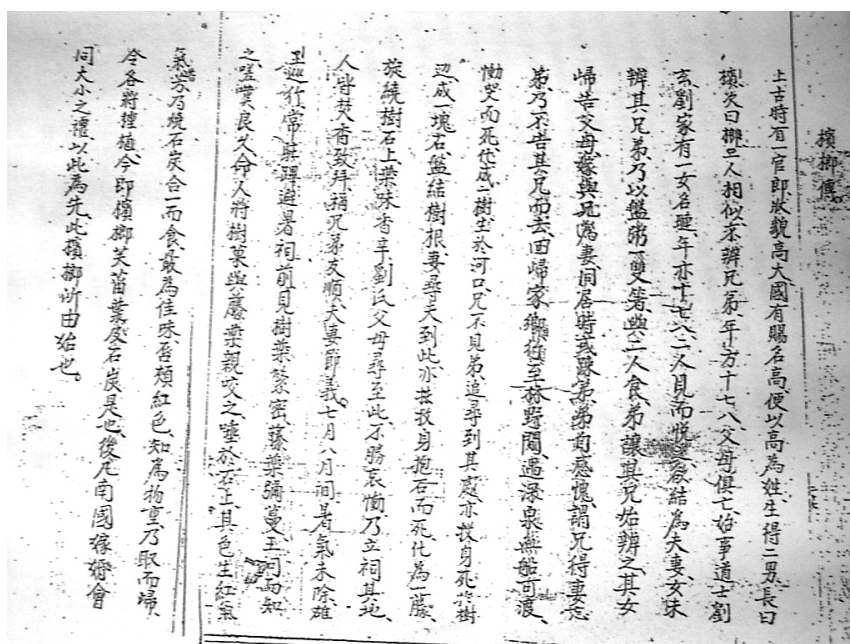 檳榔傳
上古時有一官郎狀貌高大國有賜名高便以高為姓生得二男長曰
檳次曰榔二人相似不辨兄弟年方十七八父母俱亡始事道士劉
玄劉家有一女名璉年亦十七八二人見而悅之欲結為夫妻女未
辨其兄弟乃以盤粥一雙箸與二人食弟讓與兄始辨之其女
歸告父母嫁與兄為妻同居時或疎弟弟自感愧謂兄得妻忘
弟乃不告其兄而去回歸家鄉行至林野間遇深泉無船可渡
慟哭而死化成一樹生於河口兄不見弟追尋到其處亦投身死於樹
邊成一塊石盤結樹根妻尋夫到此亦投身抱石而死化為一藤
旋繞樹石上葉味香辛劉氏父母尋至此不勝哀慟乃立祠其地
人皆焚香致拜稱兄弟友順夫妻節義七月八月間暑氣未除雄
王巡行常駐蹕避暑祠前見樹葉繁密藤葉彌蔓王問而知
之嗟嘆良久命人將樹菓與藤葉親咬之唾於石上其色生紅氣
氣芳乃燒石灰合一而食最為佳味唇頰紅色知為物重乃取而歸
令各將種植今即檳榔芙蒥葉及石灰是也後凡南國嫁婚會
同大小之禮以此為先此檳榔所由始也